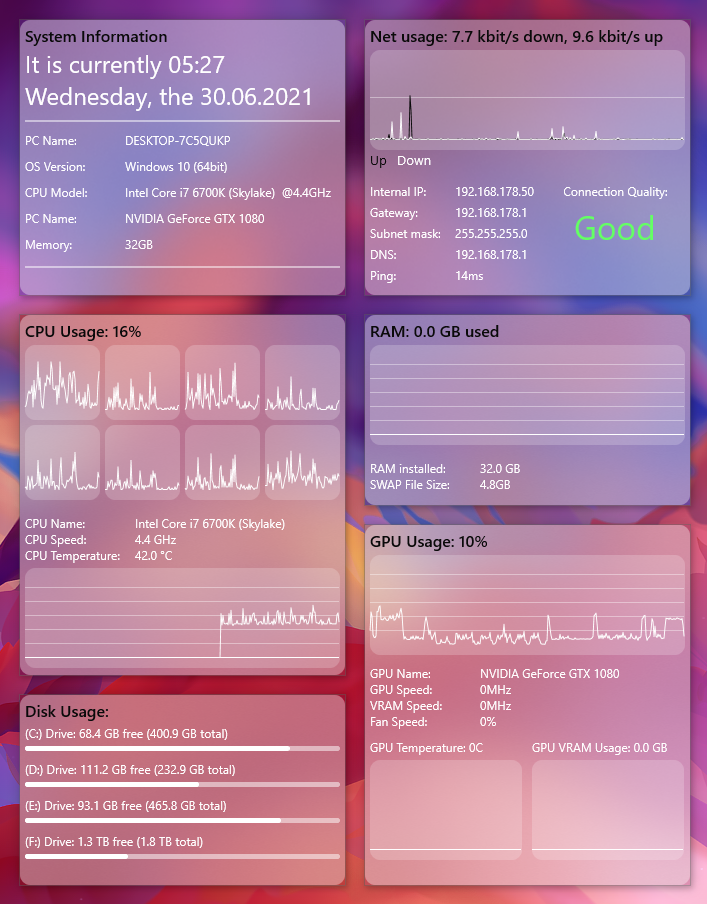 System Information
It is currently 05:27
Wednesday, the 30.06.2021
PC Name: DESKTOP-7C5QUKP
OS Version: Windows 10 (64bit)
CPU Model: Intel Core i7 6700K (Skylake) @4.4GHz
PC Name: NVIDIA GeForce GTX 1080
Memory: 32GB
Net usage: 7.7 kbit/s down, 9.6 kbit/s up
Up Down
Internal IP: 192.168.178.50
Gateway: 192.168.178.1
Subnet mask: 255.255.255.0
DNS: 192.168.178.1
Ping: 14ms
Connection Quality:
Good
CPU Usage: 16%
CPU Name: Intel Core i7 6700K (Skylake)
CPU Speed: 4.4 GHz
CPU Temperature: 42.0 °C
RAM: 0.0 GB used
RAM installed: 32.0 GB
SWAP File Size: 4.8GB
GPU Usage: 10%
GPU Name: NVIDIA GeForce GTX 1080
GPU Speed: 0MHz
VRAM Speed: 0MHz
Fan Speed: 0%
GPU Temperature: 0C
GPU VRAM Usage: 0.0 GB
Disk Usage:
(C:) Drive: 68.4 GB free (400.9 GB total)
(D:) Drive: 111.2 GB free (232.9 GB total)
(E:) Drive: 93.1 GB free (465.8 GB total)
(F:) Drive: 1.3 TB free (1.8 TB total)